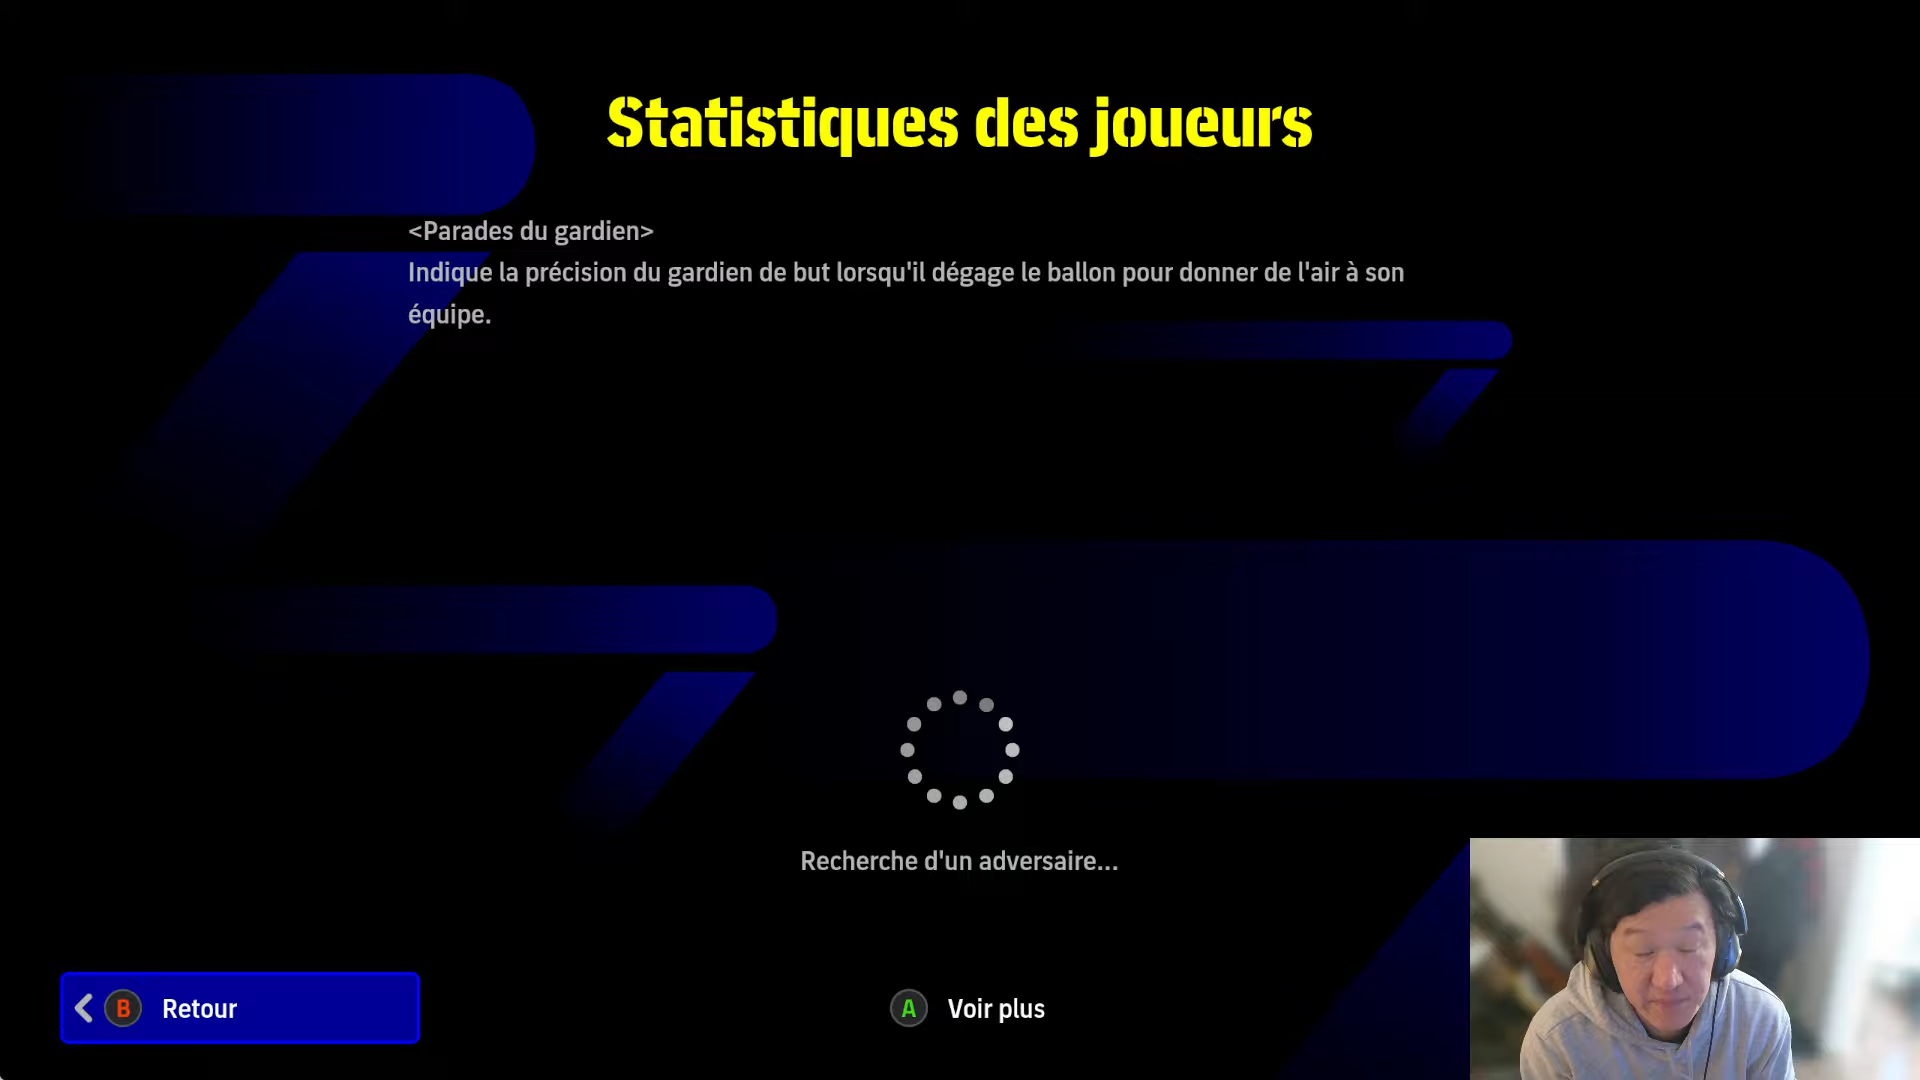 Statistiques des joueurs
<Parades du gardien>
Indique la précision du gardien de but lorsqu'il dégage le ballon pour donner de l'air à son
équipe.
Recherche d'un adversaire...
B Retour
A Voir plus